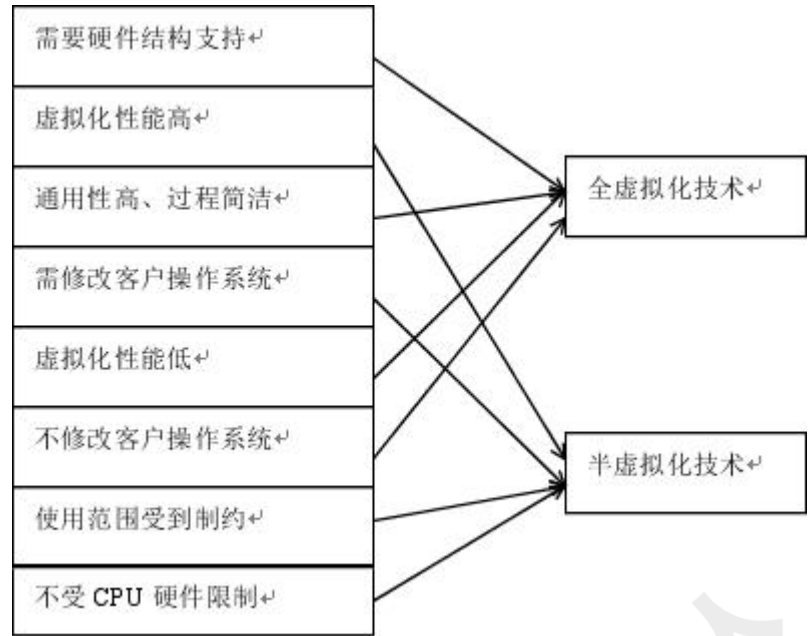 需要硬件结构支持
虚拟化性能高
通用性高、过程简洁
需修改客户操作系统
虚拟化性能低
不修改客户操作系统
使用范围受到制约
不受 CPU 硬件限制
全虚拟化技术
半虚拟化技术